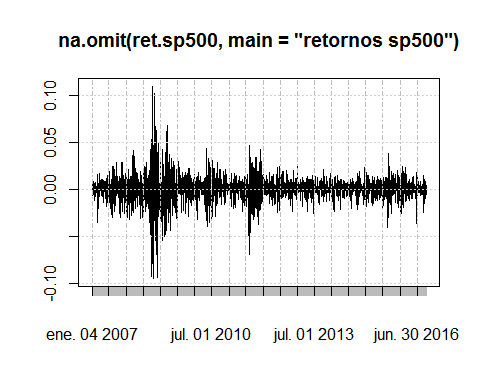 na.omit(ret.sp500, main = "retornos sp500")
0.10
0.05
0.00
-0.10
ene. 04 2007 jul. 01 2010 jul. 01 2013 jun. 30 2016